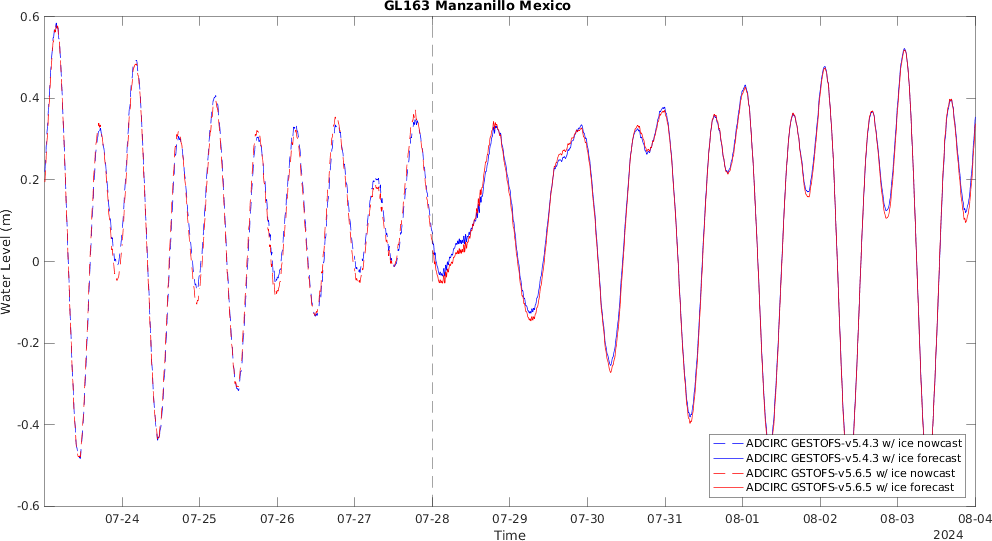 GL163 Manzanillo Mexico
0.6
0.4
0.2
0
-0.2
-0.4
-0.6
Water Level (m)
ADCIRC GESTOFS-v5.4.3 w/ ice nowcast
ADCIRC GESTOFS-v5.4.3 w/ ice forecast
ADCIRC GSTOFS-v5.6.5 w/ ice nowcast
ADCIRC GSTOFS-v5.6.5 w/ ice forecast
07-24 07-25 07-26 07-27 07-28 07-29 07-30 07-31 08-01 08-02 08-03 08-04
Time
2024